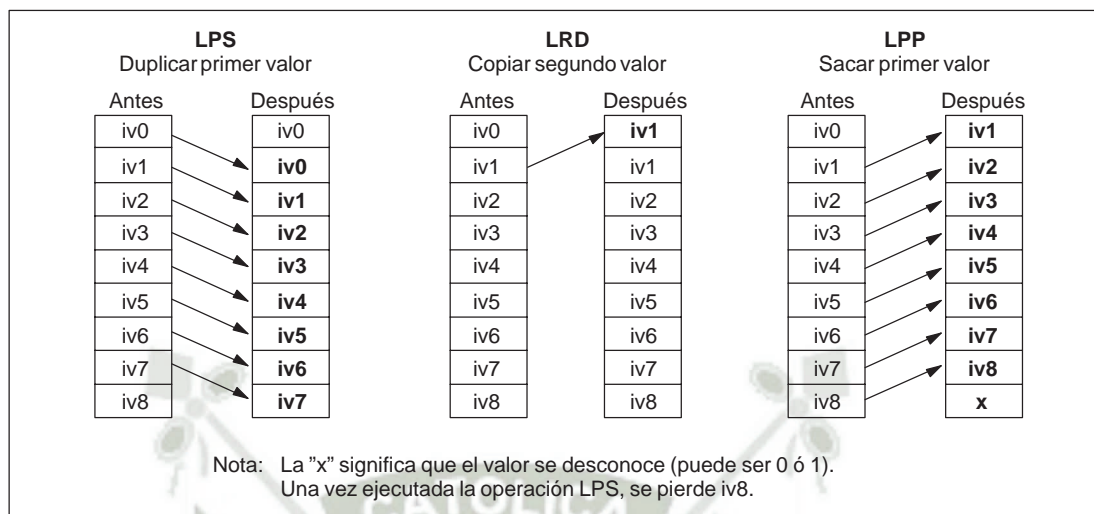 LPS
Duplicar primer valor
Antes Después
iv0 iv0
iv1 iv0
iv2 iv1
iv3 iv2
iv4 iv3
iv5 iv4
iv6 iv5
iv7 iv6
iv8 iv7
LRD
Copiar segundo valor
Antes Después
iv0 iv1
iv1 iv1
iv2 iv2
iv3 iv3
iv4 iv4
iv5 iv5
iv6 iv6
iv7 iv7
iv8 iv8
LPP
Sacar primer valor
Antes Después
iv0 iv1
iv1 iv2
iv2 iv3
iv3 iv4
iv4 iv5
iv5 iv6
iv6 iv7
iv7 iv8
iv8 x
Nota: La ”x” significa que el valor se desconoce (puede ser 0 ó 1).
Una vez ejecutada la operación LPS, se pierde iv8.
CATOLICA